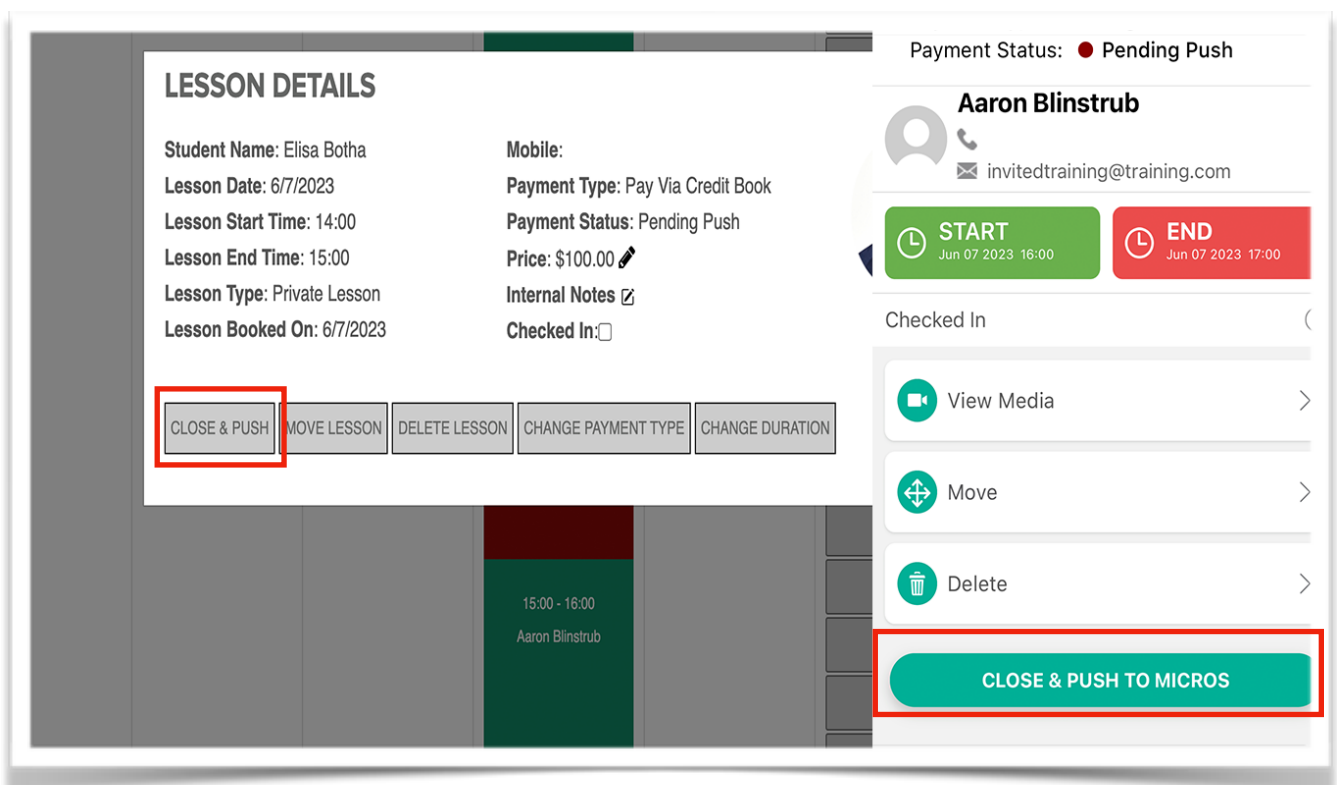 LESSON DETAILS
Student Name: Elisa Botha
Lesson Date: 6/7/2023
Lesson Start Time: 14:00
Lesson End Time: 15:00
Lesson Type: Private Lesson
Lesson Booked On: 6/7/2023
Mobile:
Payment Type: Pay Via Credit Book
Payment Status: Pending Push
Price: $100.00
Internal Notes
Checked In:
CLOSE & PUSH
MOVE LESSON
DELETE LESSON
CHANGE PAYMENT TYPE
CHANGE DURATION
15:00 - 16:00
Aaron Blinstrub
Payment Status: Pending Push
Aaron Blinstrub
invitedtraining@training.com
START
Jun 07 2023 16:00
END
Jun 07 2023 17:00
Checked In
View Media
Move
Delete
CLOSE & PUSH TO MICROS